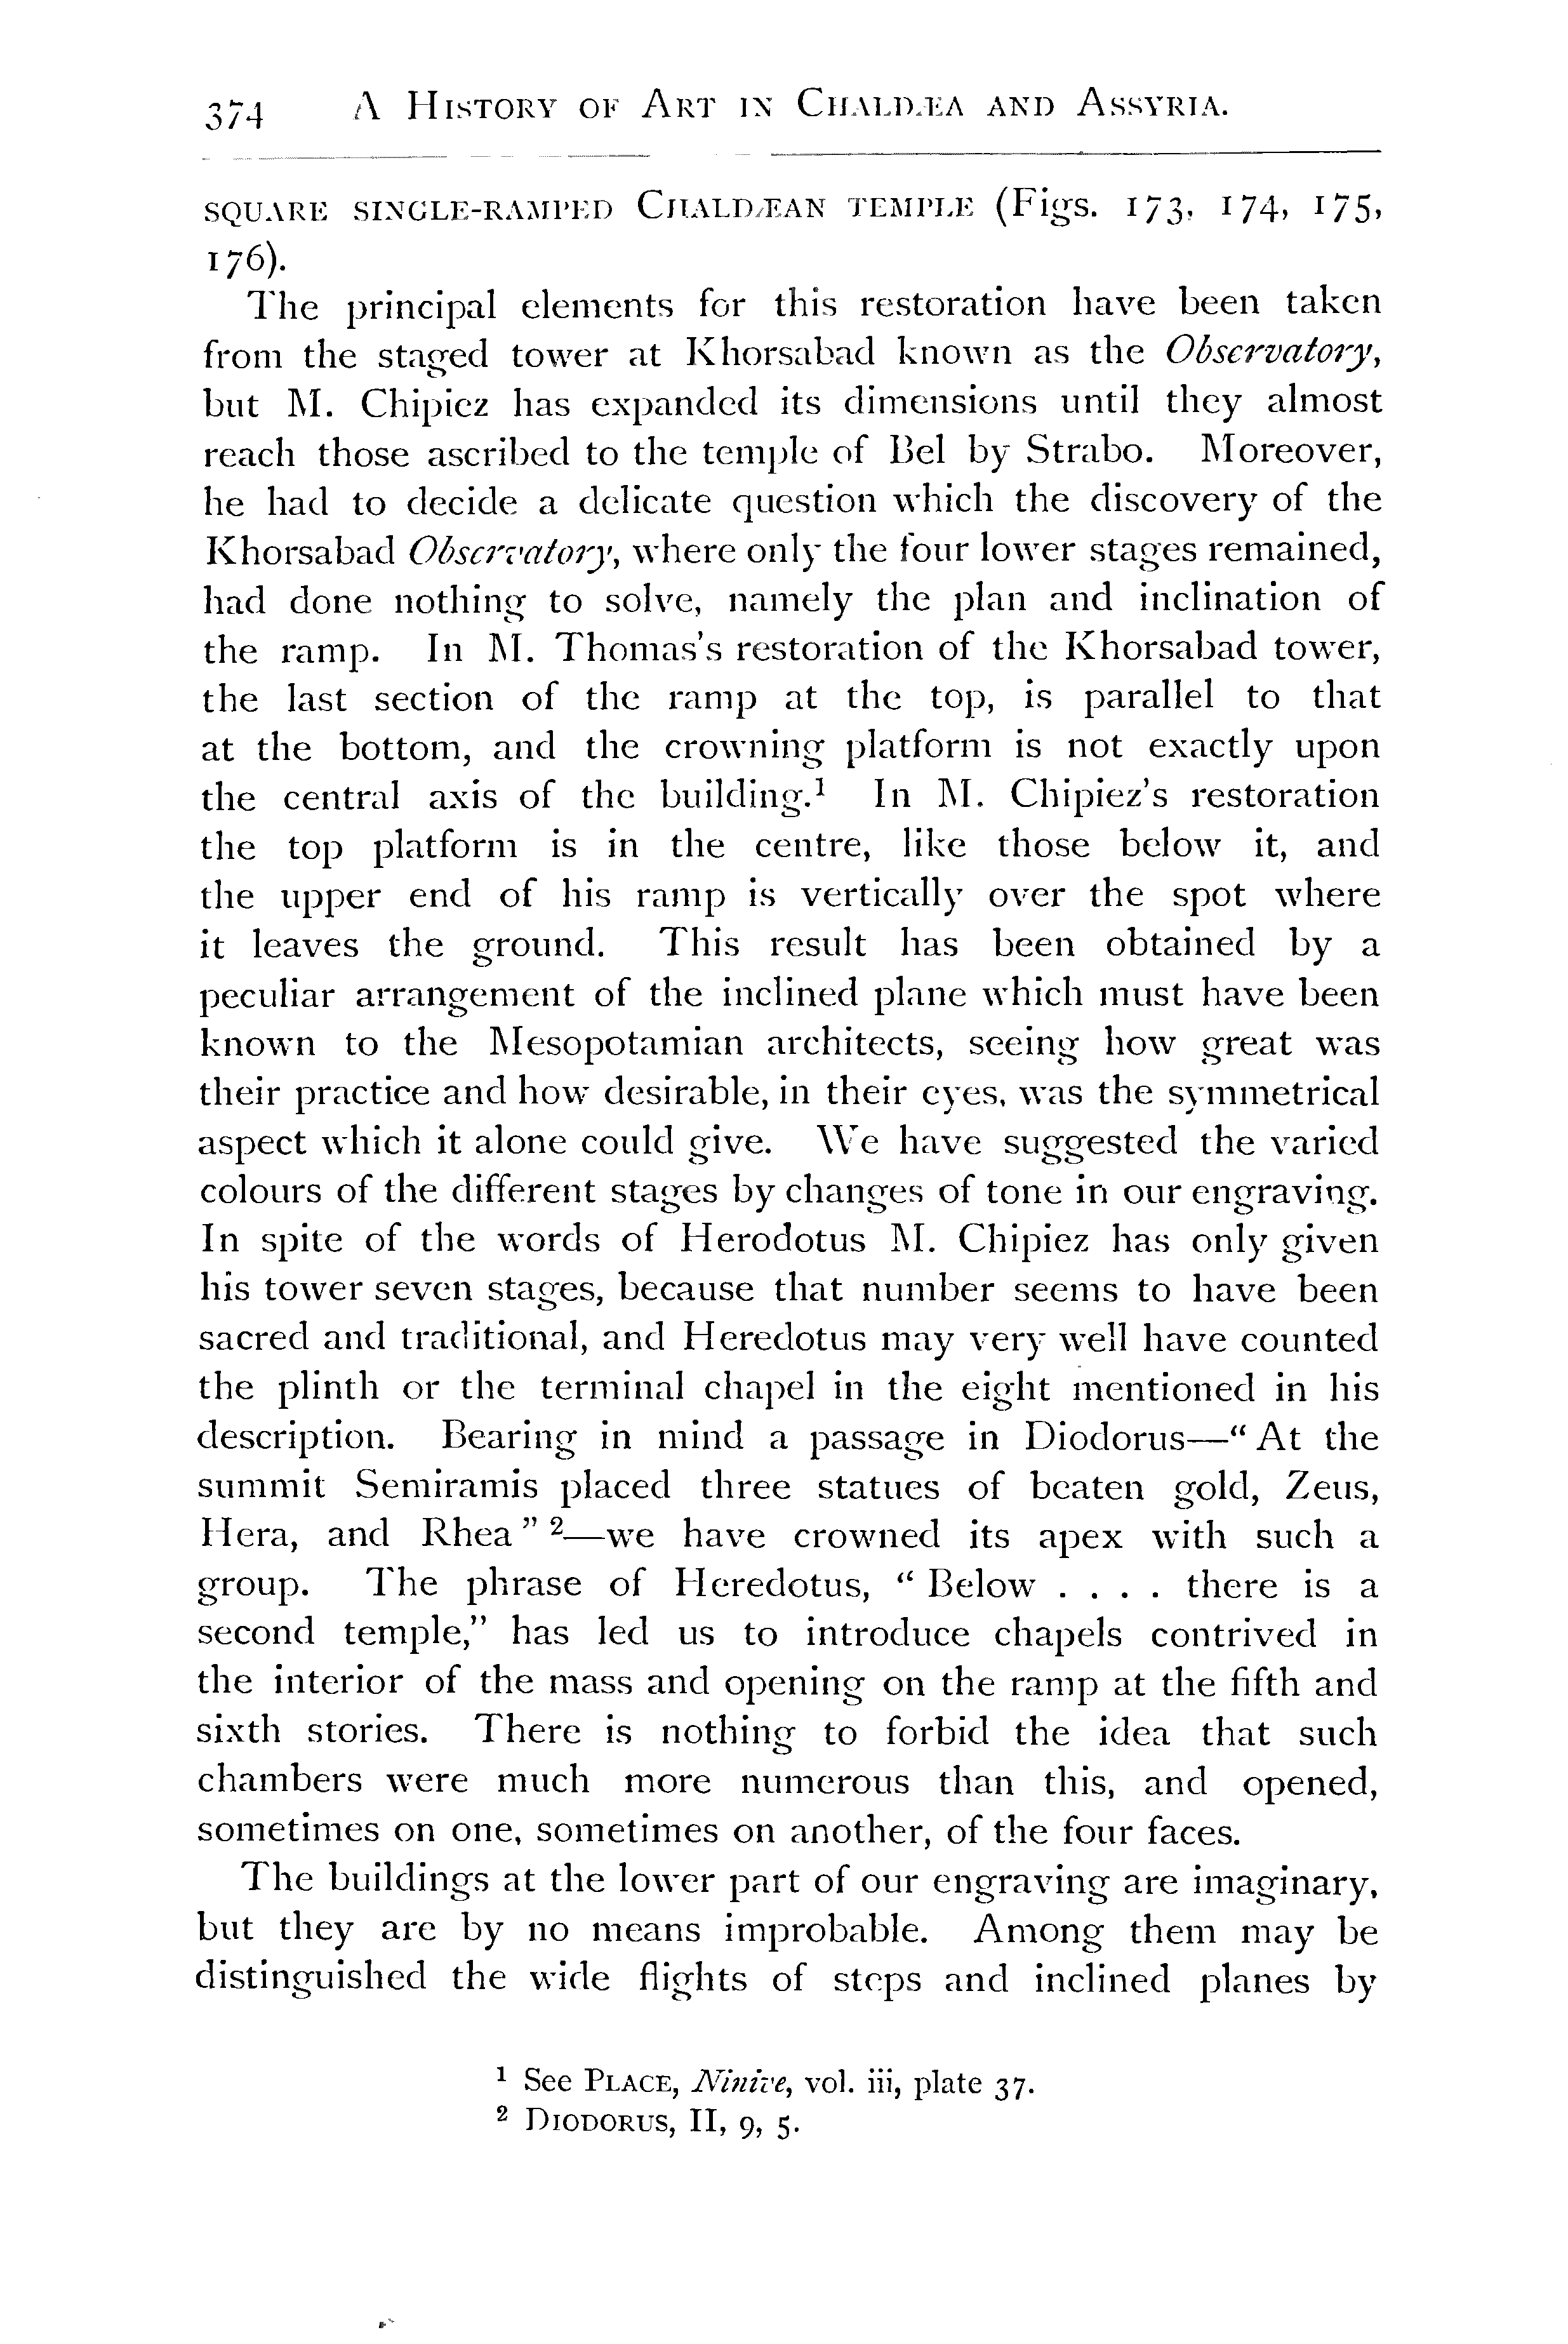 374 A History of Art in Chaldæa and Assyria.
square single-ramped Chaldæan temple (Figs. 173, 174, 175,
176).
The principal elements for this restoration have been taken
from the staged tower at Khorsabad known as the Observatory,
but M. Chipiez has expanded its dimensions until they almost
reach those ascribed to the temple of Bel by Strabo. Moreover,
he had to decide a delicate question which the discovery of the
Khorsabad Observatory, where only the four lower stages remained,
had done nothing to solve, namely the plan and inclination of
the ramp. In M. Thomas's restoration of the Khorsabad tower,
the last section of the ramp at the top, is parallel to that
at the bottom, and the crowning platform is not exactly upon
the central axis of the building.¹ In M. Chipiez's restoration
the top platform is in the centre, like those below it, and
the upper end of his ramp is vertically over the spot where
it leaves the ground. This result has been obtained by a
peculiar arrangement of the inclined plane which must have been
known to the Mesopotamian architects, seeing how great was
their practice and how desirable, in their eyes, was the symmetrical
aspect which it alone could give. We have suggested the varied
colours of the different stages by changes of tone in our engraving.
In spite of the words of Herodotus M. Chipiez has only given
his tower seven stages, because that number seems to have been
sacred and traditional, and Heredotus may very well have counted
the plinth or the terminal chapel in the eight mentioned in his
description. Bearing in mind a passage in Diodorus—“At the
summit Semiramis placed three statues of beaten gold, Zeus,
Hera, and Rhea” ²—we have crowned its apex with such a
group. The phrase of Heredotus, “Below . . . . there is a
second temple,” has led us to introduce chapels contrived in
the interior of the mass and opening on the ramp at the fifth and
sixth stories. There is nothing to forbid the idea that such
chambers were much more numerous than this, and opened,
sometimes on one, sometimes on another, of the four faces.
The buildings at the lower part of our engraving are imaginary,
but they are by no means improbable. Among them may be
distinguished the wide flights of steps and inclined planes by
¹ See Place, Ninive, vol. iii, plate 37.
² Diodorus, II, 9, 5.